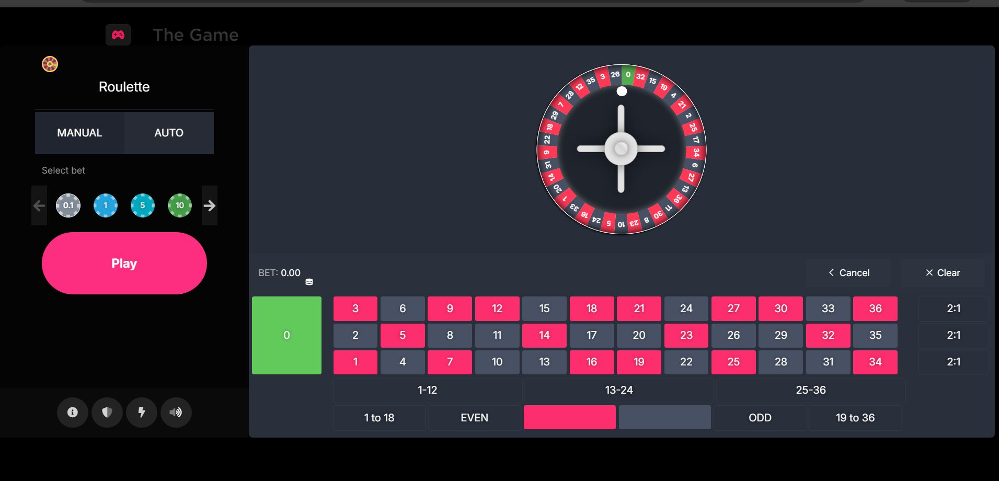 The Game
Roulette
MANUAL AUTO
Select bet
0.1 1 5 10
Play
0 32 15 19 4 21 2 25 17 34 6 27 13 36 11 30 8 23 10 5 24 16 33 1 20 14 31 9 22 18 29 7 28 12 35 3 26
BET: 0.00
Cancel
Clear
0
3 6 9 12 15 18 21 24 27 30 33 36 2:1
2 5 8 11 14 17 20 23 26 29 32 35 2:1
1 4 7 10 13 16 19 22 25 28 31 34 2:1
1-12 13-24 25-36
1 to 18 EVEN ODD 19 to 36